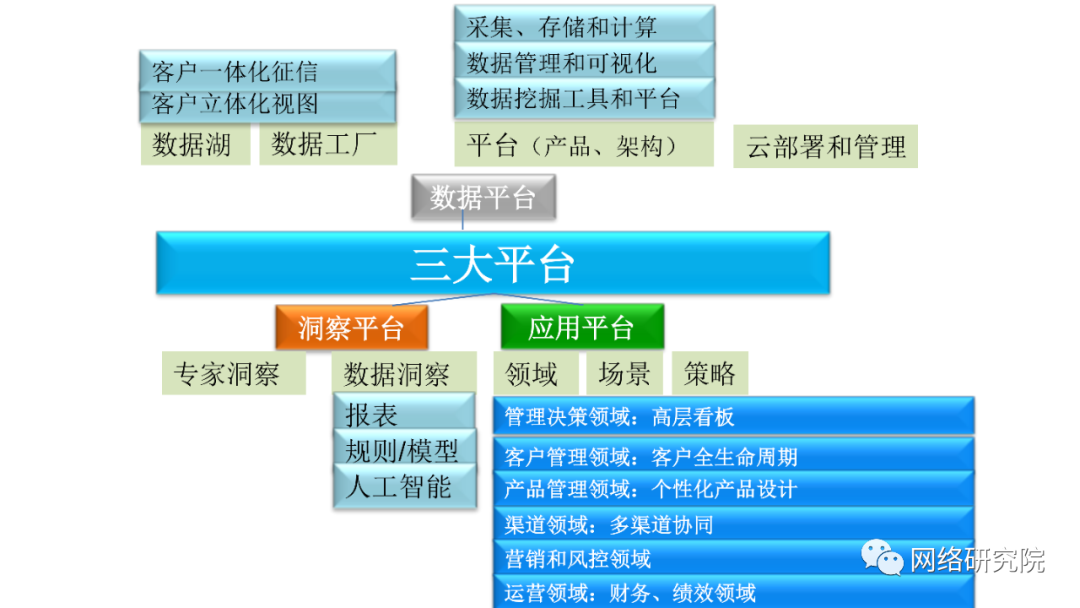 采集、存储和计算
数据管理和可视化
数据挖掘工具和平台
客户一体化征信
客户立体化视图
数据湖
数据工厂
平台（产品、架构）
云部署和管理
数据平台
三大平台
洞察平台
应用平台
专家洞察
数据洞察
领域
场景
策略
报表
规则/模型
人工智能
管理决策领域：高层看板
客户管理领域：客户全生命周期
产品管理领域：个性化产品设计
渠道领域：多渠道协同
营销和风控领域
运营领域：财务、绩效领域
网络研究院